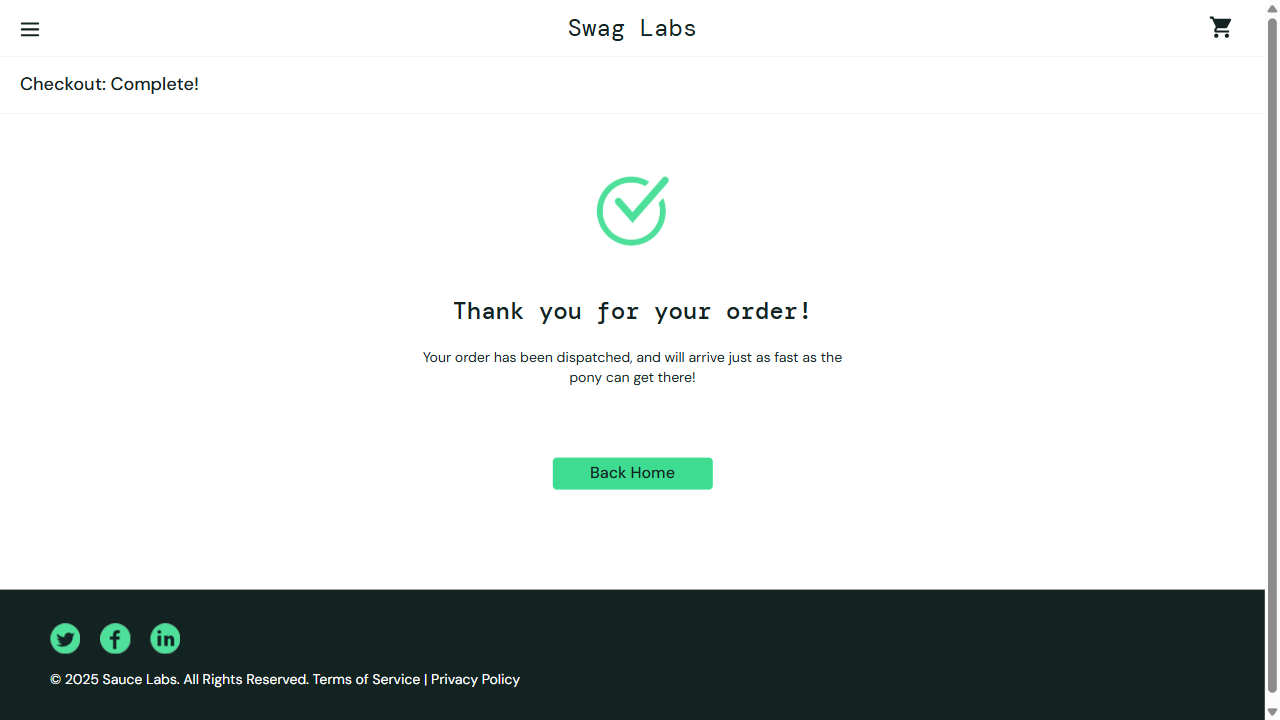 Swag Labs
Checkout: Complete!
Thank you for your order!
Your order has been dispatched, and will arrive just as fast as the
pony can get there!
Back Home
© 2025 Sauce Labs. All Rights Reserved. Terms of Service | Privacy Policy